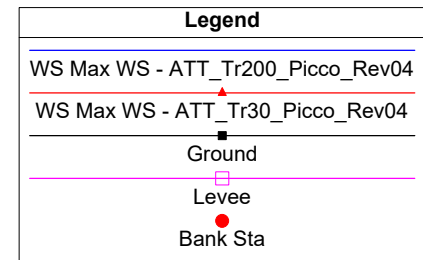 Legend
WS Max WS - ATT_Tr200_Picco_Rev04
WS Max WS - ATT_Tr30_Picco_Rev04
Ground
Levee
Bank Sta